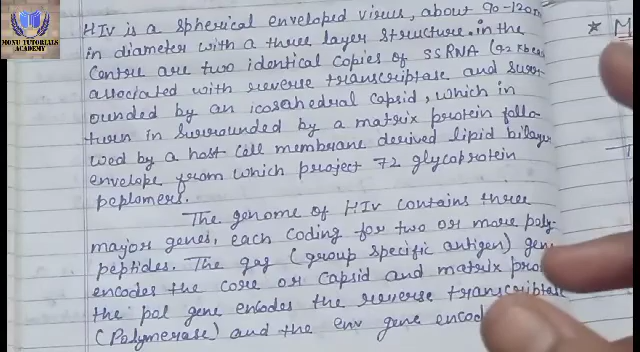 MONU TUTORIALS
ACADEMY
HIV is a spherical enveloped virus, about 90-120n
in diameter with a three layer structure. in the
Centre are two identical copies of SSRNA (92 Kbase
associated with reverse transcriptase and surr-
ounded by an icosahedral capsid, which in
turn in surrounded by a matrix protein follo-
wed by a host cell membrane derived lipid bilayer
envelope from which project 72 glycoprotein
peplomers.
The genome of HIV contains three
major genes, each coding for two or more poly-
peptides. The gag (group specific antigen) gene
encodes the core or capsid and matrix prot
the pol gene encodes the reverse transcriptase
(Polymerase) and the env gene encod
* M